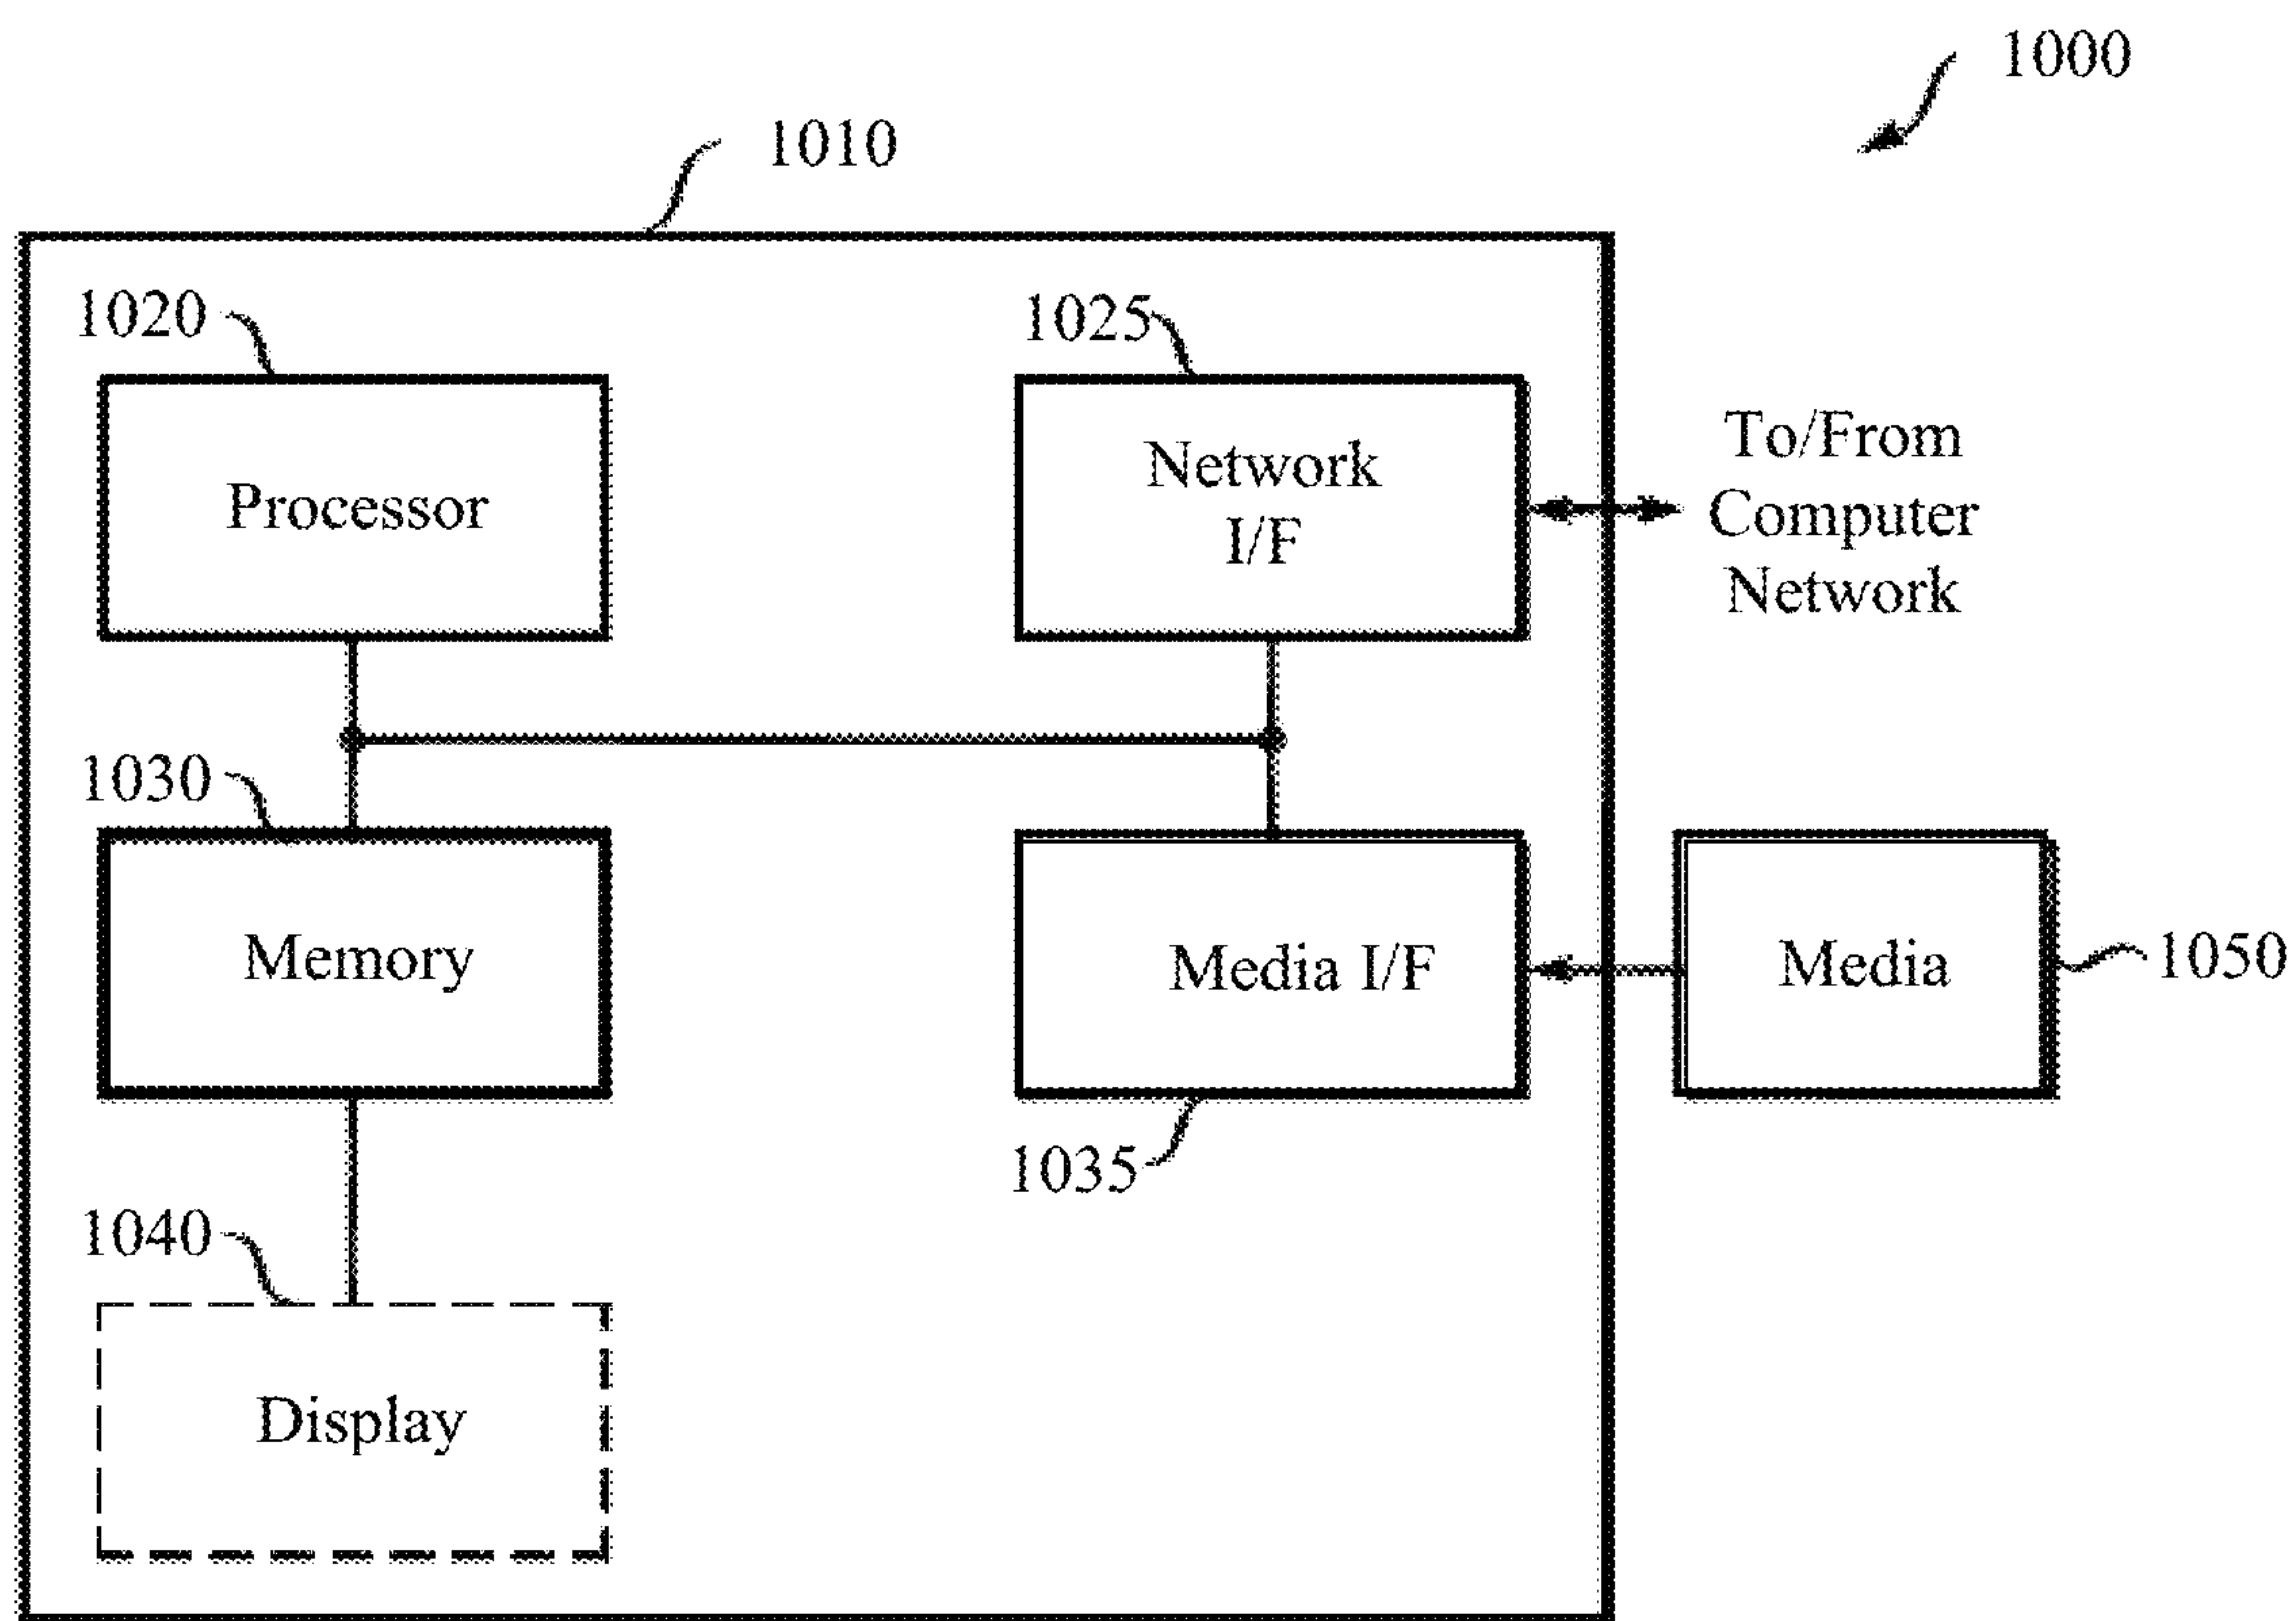 1000
1010
1020
1025
Processor
Network
I/F
To/From
Computer
Network
1030
Memory
Media I/F
Media
1050
1035
1040
Display